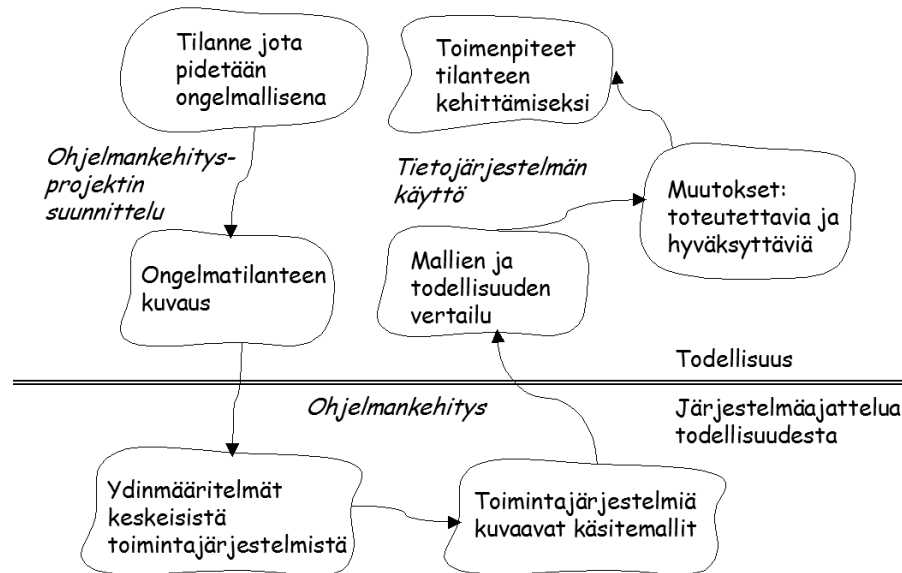 Tilanne jota
pidetään
ongelmallisena
Ohjelmankehitys-
projektin
suunnittelu
Ongelmatilanteen
kuvaus
Ydinmääritelmät
keskeisistä
toimintajärjestelmistä
Ohjelmankehitys
Toimintajärjestelmiä
kuvaavat käsitemallit
Mallien ja
todellisuuden
vertailu
Tietojärjestelmän
käyttö
Muutokset:
toteutettavia ja
hyväksyttäviä
Toimenpiteet
tilanteen
kehittämiseksi
Todellisuus
Järjestelmäajattelua
todellisuudesta